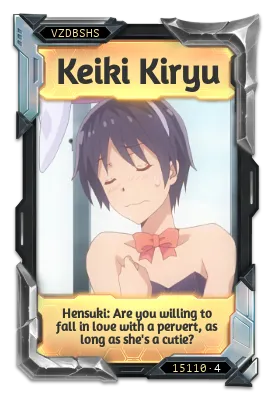 VZDBSHS
Keiki Kiryu
Hensuki: Are you willing to
fall in love with a pervert, as
long as she's a cutie?
15110·4